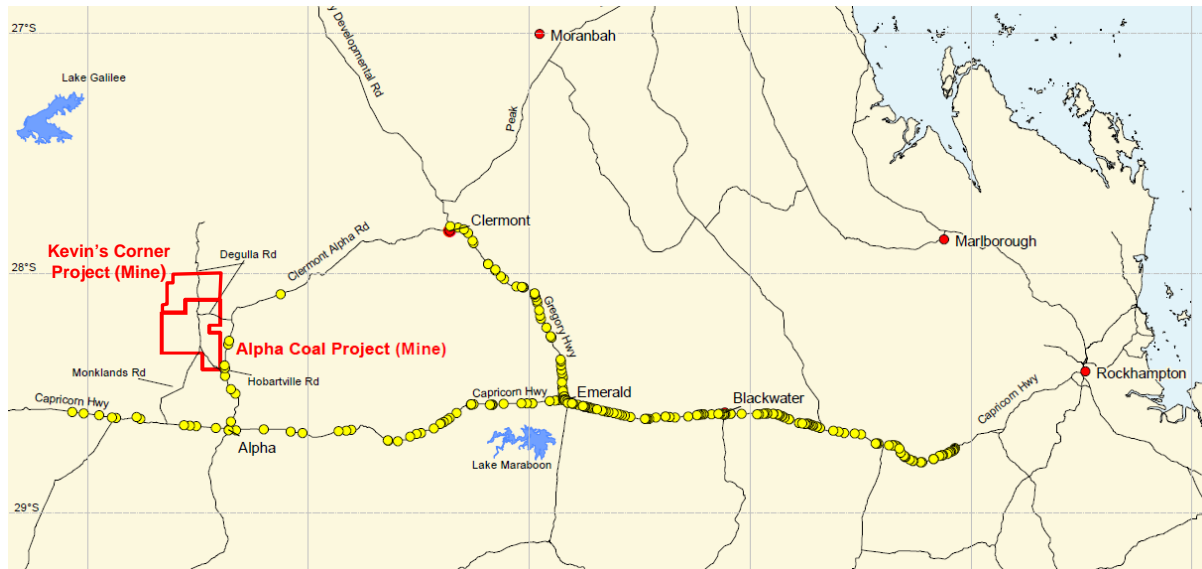 27°S
Moranbah
y Developmental Rd
Lake Galilee
Peak
Clermont
Clermont Alpha Rd
Marlborough
Kevin's Corner
Project (Mine)
Degulla Rd
28°S
Gregory Hwy
Alpha Coal Project (Mine)
Hobartville Rd
Monklands Rd
Rockhampton
Capricorn Hwy
Capricorn Hwy
Emerald
Blackwater
Capricorn Hwy
Alpha
Lake Maraboon
29°S